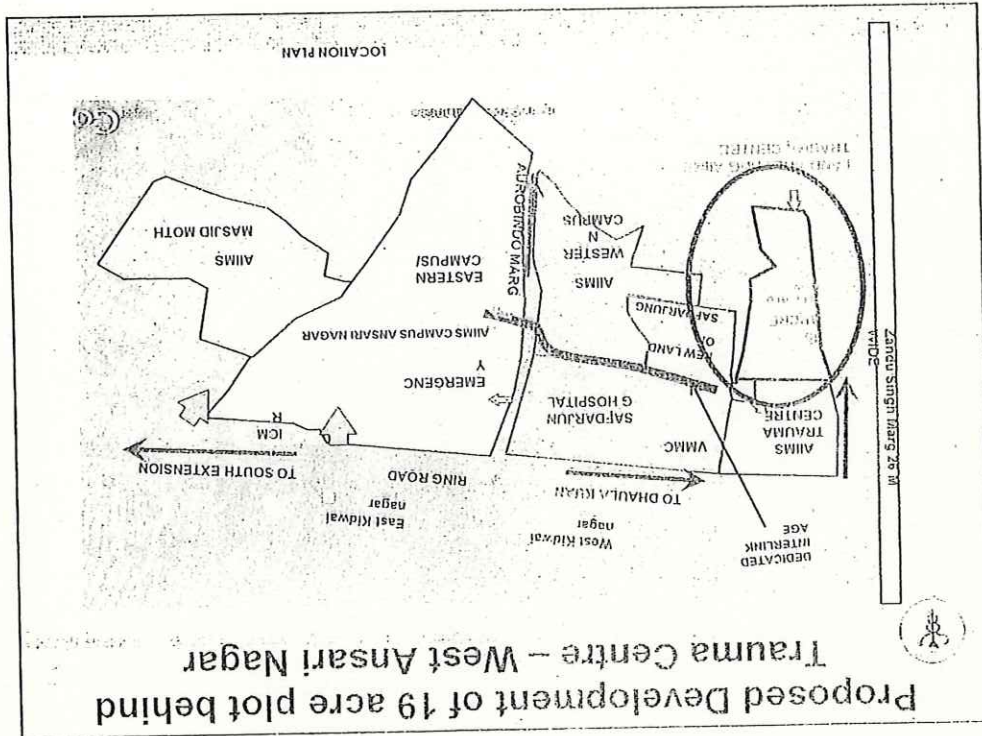 Proposed Development of 19 acre plot behind
Trauma Centre – West Ansari Nagar
DEDICATED
INTERLINK
AGE
West Kidwai
nagar
East Kidwai
nagar
TO DHAULA KUAN
RING ROAD
TO SOUTH EXTENSION
AIIMS
TRAUMA
CENTRE
VMMC
SAFDARJUN
G HOSPITAL
EMERGENC
Y
ICM
R
AIIMS CAMPUS ANSARI NAGAR
EASTERN
CAMPUS/
NEW LAND
OF
SAFDARJUNG
AIIMS
WESTER
N
CAMPUS
AUROBINDO MARG
AIIMS
MASJID MOTH
Singh Marg 26 M
WIDE
LOCATION PLAN